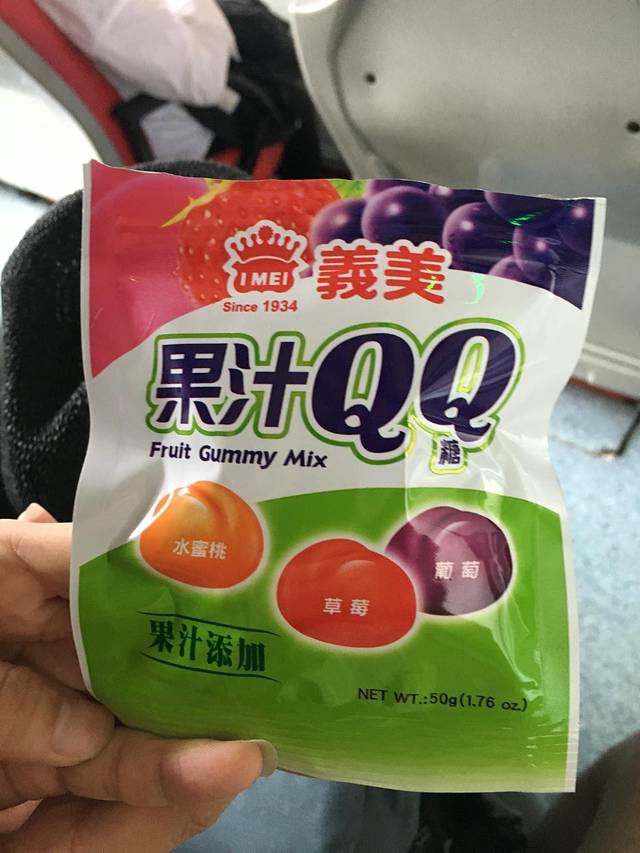 I MEI 義美
Since 1934
果汁QQ糖
Fruit Gummy Mix
水蜜桃
草莓
葡萄
果汁添加
NET WT.:50g(1.76 oz.)